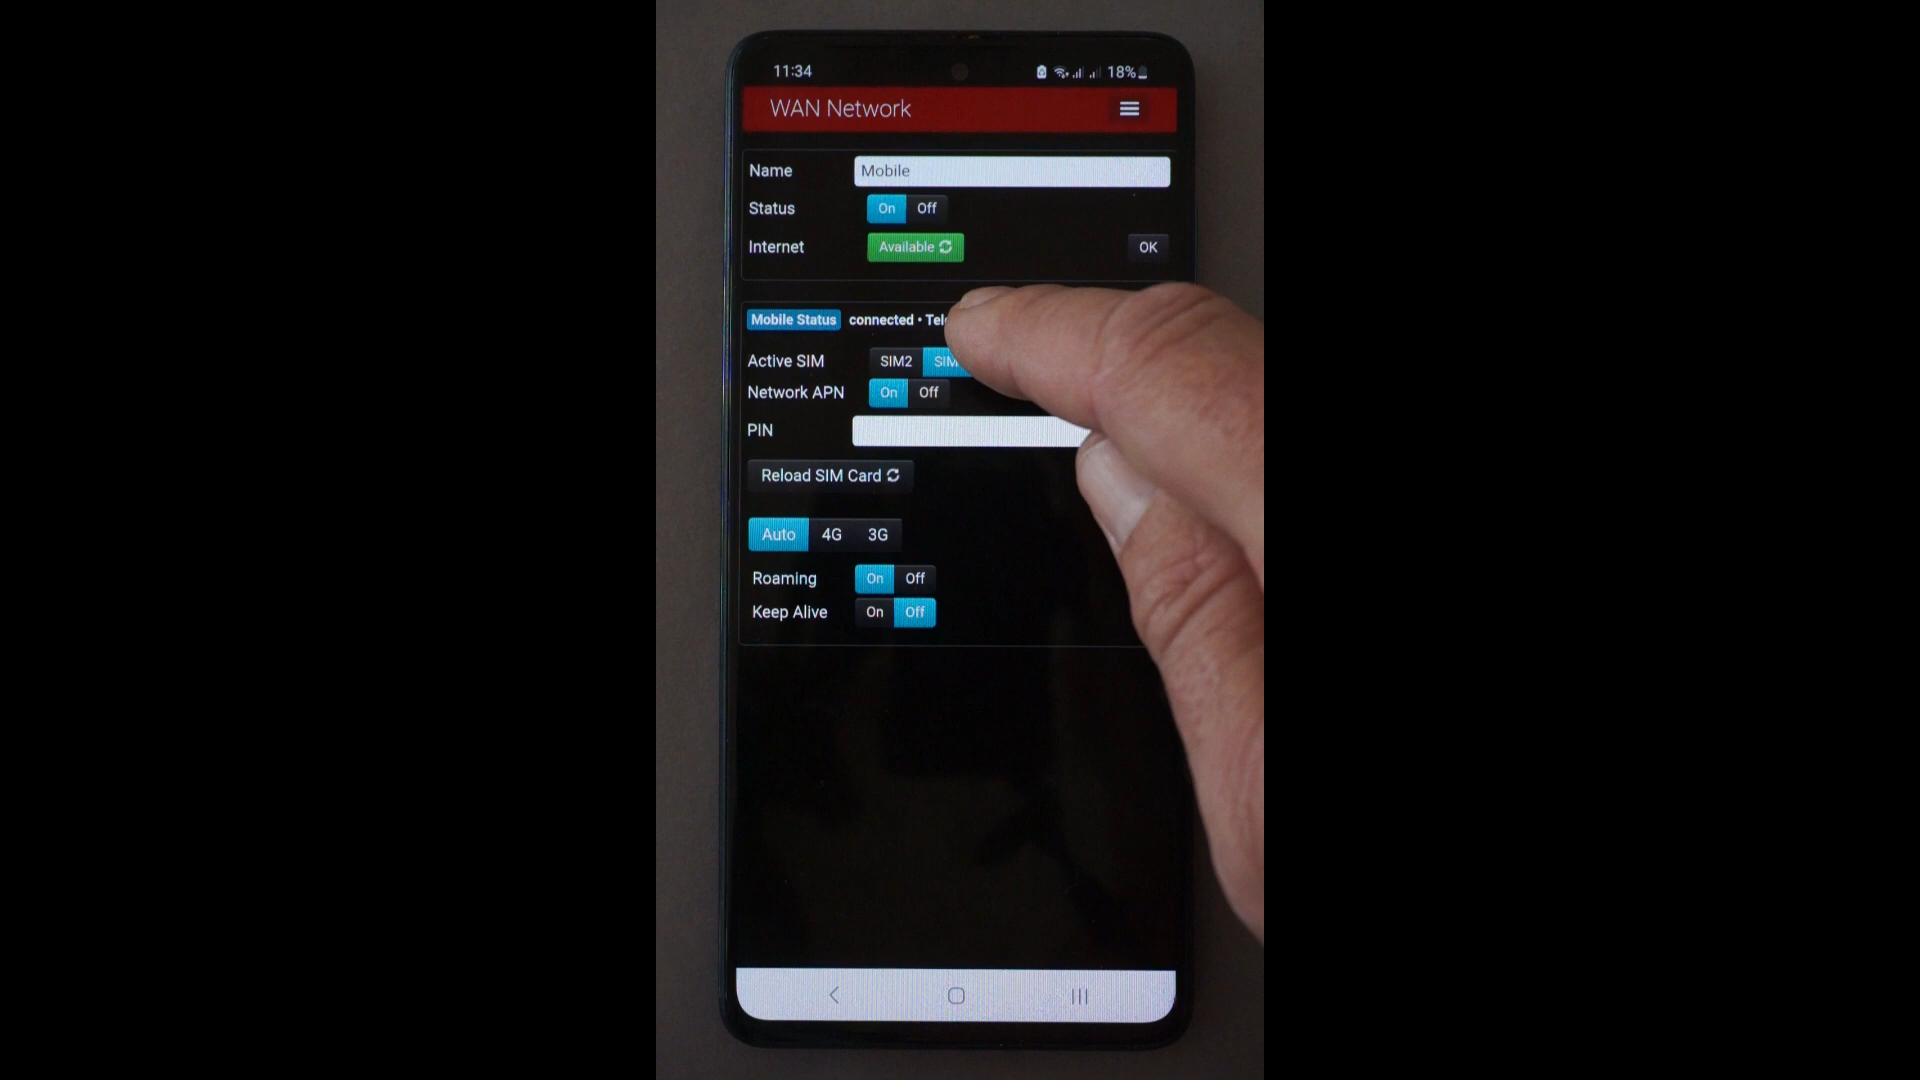 11:34 18%
WAN Network
Name Mobile
Status On Off
Internet Available OK
Mobile Status connected •
Active SIM SIM2
Network APN On Off
PIN
Reload SIM Card
Auto 4G 3G
Roaming On Off
Keep Alive On Off